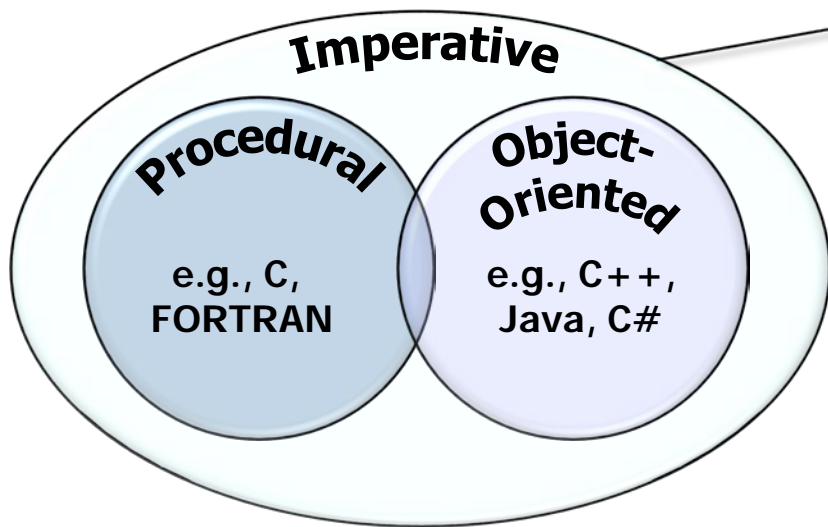 Imperative
Procedural
e.g., C,
FORTRAN
Object-
Oriented
e.g., C++,
Java, C#